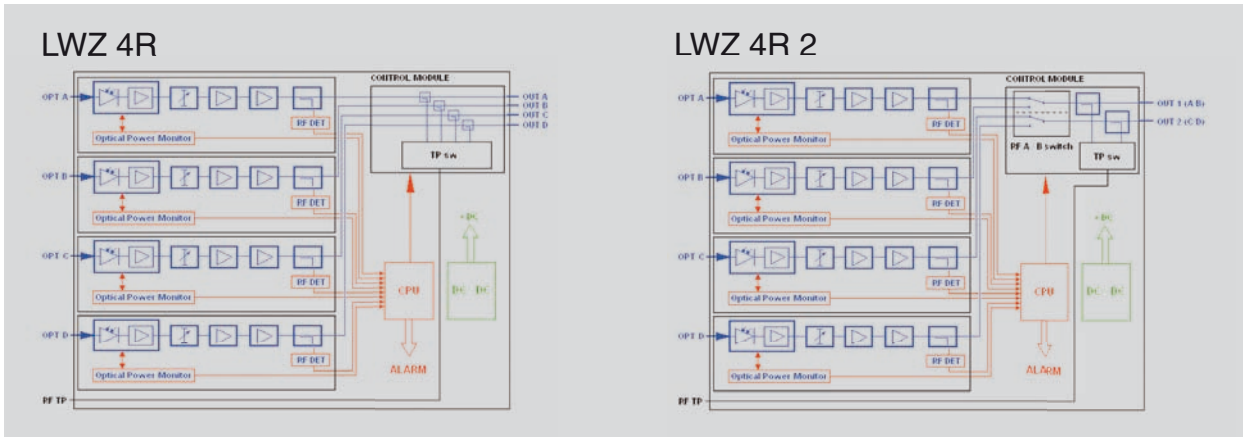 LWZ 4R
CONTROL MODULE
OPT A
OUT A
OUT B
OUT C
OUT D
RF DET
Optical Power Monitor
TP sw
OPT B
RF DET
Optical Power Monitor
+DC
OPT C
RF DET
Optical Power Monitor
CPU
DC - DC
OPT D
RF DET
Optical Power Monitor
ALARM
RF TP
LWZ 4R 2
CONTROL MODULE
OPT A
OUT 1 (A B)
OUT 2 (C D)
RF DET
Optical Power Monitor
RF A - B switch
TP sw
OPT B
RF DET
Optical Power Monitor
+DC
OPT C
RF DET
Optical Power Monitor
CPU
DC - DC
OPT D
RF DET
Optical Power Monitor
ALARM
RF TP